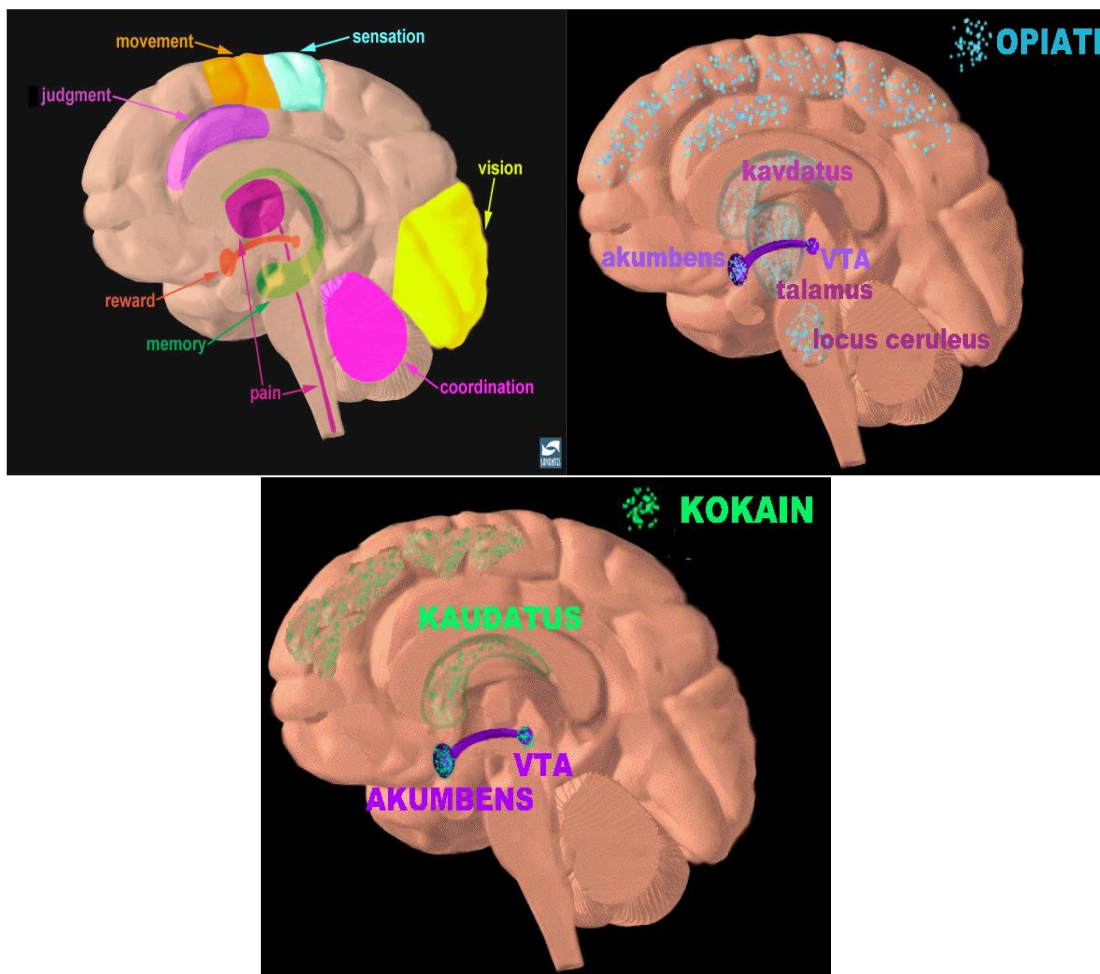 movement
sensation
judgment
vision
reward
memory
pain
coordination
OPIATI
kavdatus
akumbens
VTA
talamus
locus ceruleus
KOKAIN
KAUDATUS
VTA
AKUMBENS